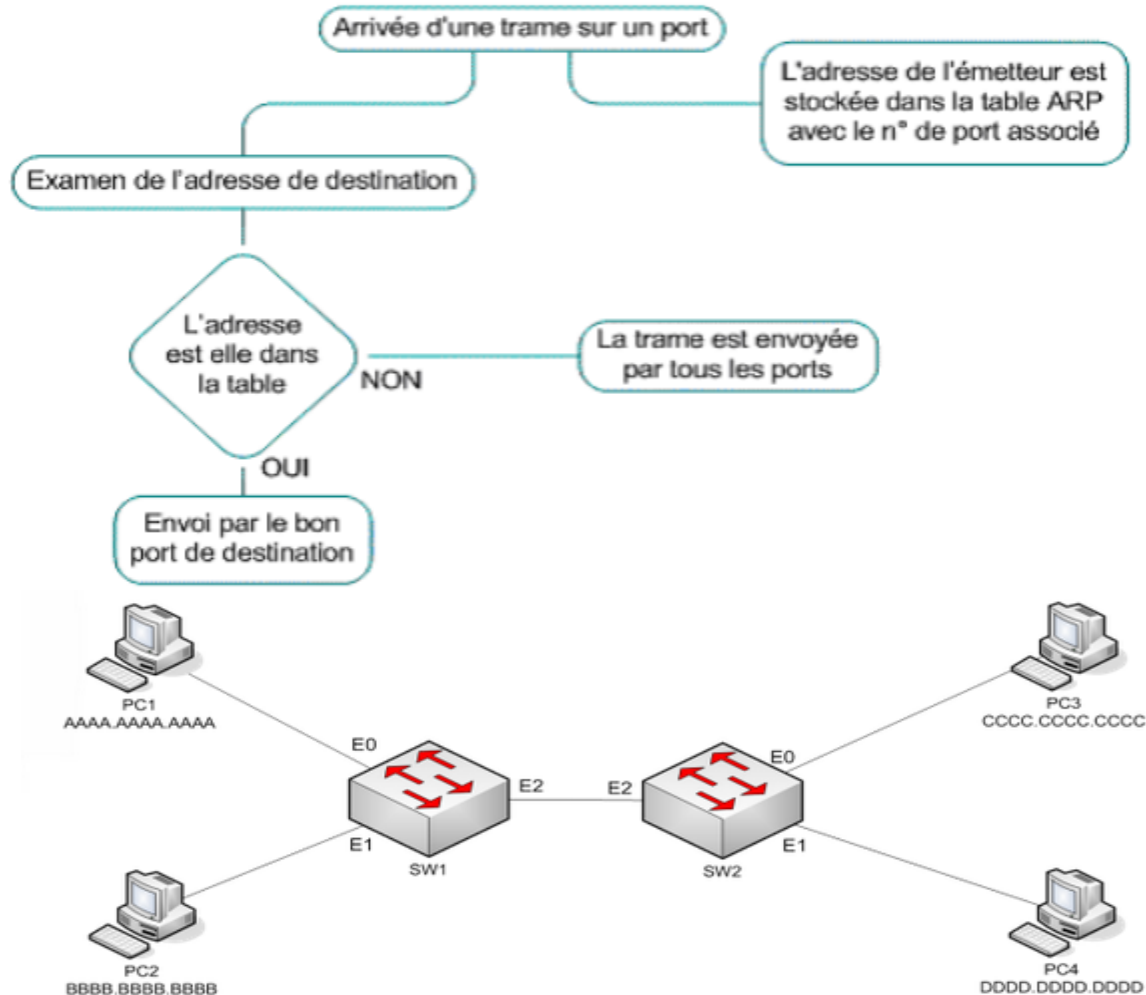 Arrivée d'une trame sur un port
L'adresse de l'émetteur est
stockée dans la table ARP
avec le n° de port associé
Examen de l'adresse de destination
L'adresse
est elle dans
la table
NON
La trame est envoyée
par tous les ports
OUI
Envoi par le bon
port de destination
PC1
AAAA.AAAA.AAAA
PC3
CCCC.CCCC.CCCC
E0
E2
E2
E0
E1
SW1
SW2
E1
PC2
BBBB.BBBB.BBBB
PC4
DDDD.DDDD.DDDD